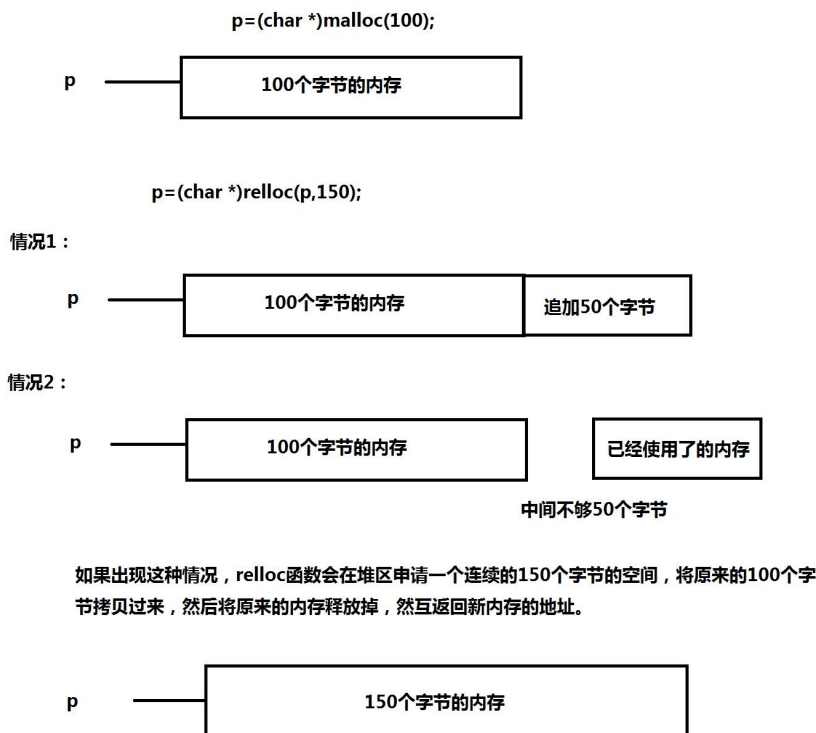 p=(char *)malloc(100);
p
100个字节的内存
p=(char *)relloc(p,150);
情况1：
p
100个字节的内存
追加50个字节
情况2：
p
100个字节的内存
已经使用了的内存
中间不够50个字节
如果出现这种情况，relloc函数会在堆区申请一个连续的150个字节的空间，将原来的100个字
节拷贝过来，然后将原来的内存释放掉，然互返回新内存的地址。
p
150个字节的内存